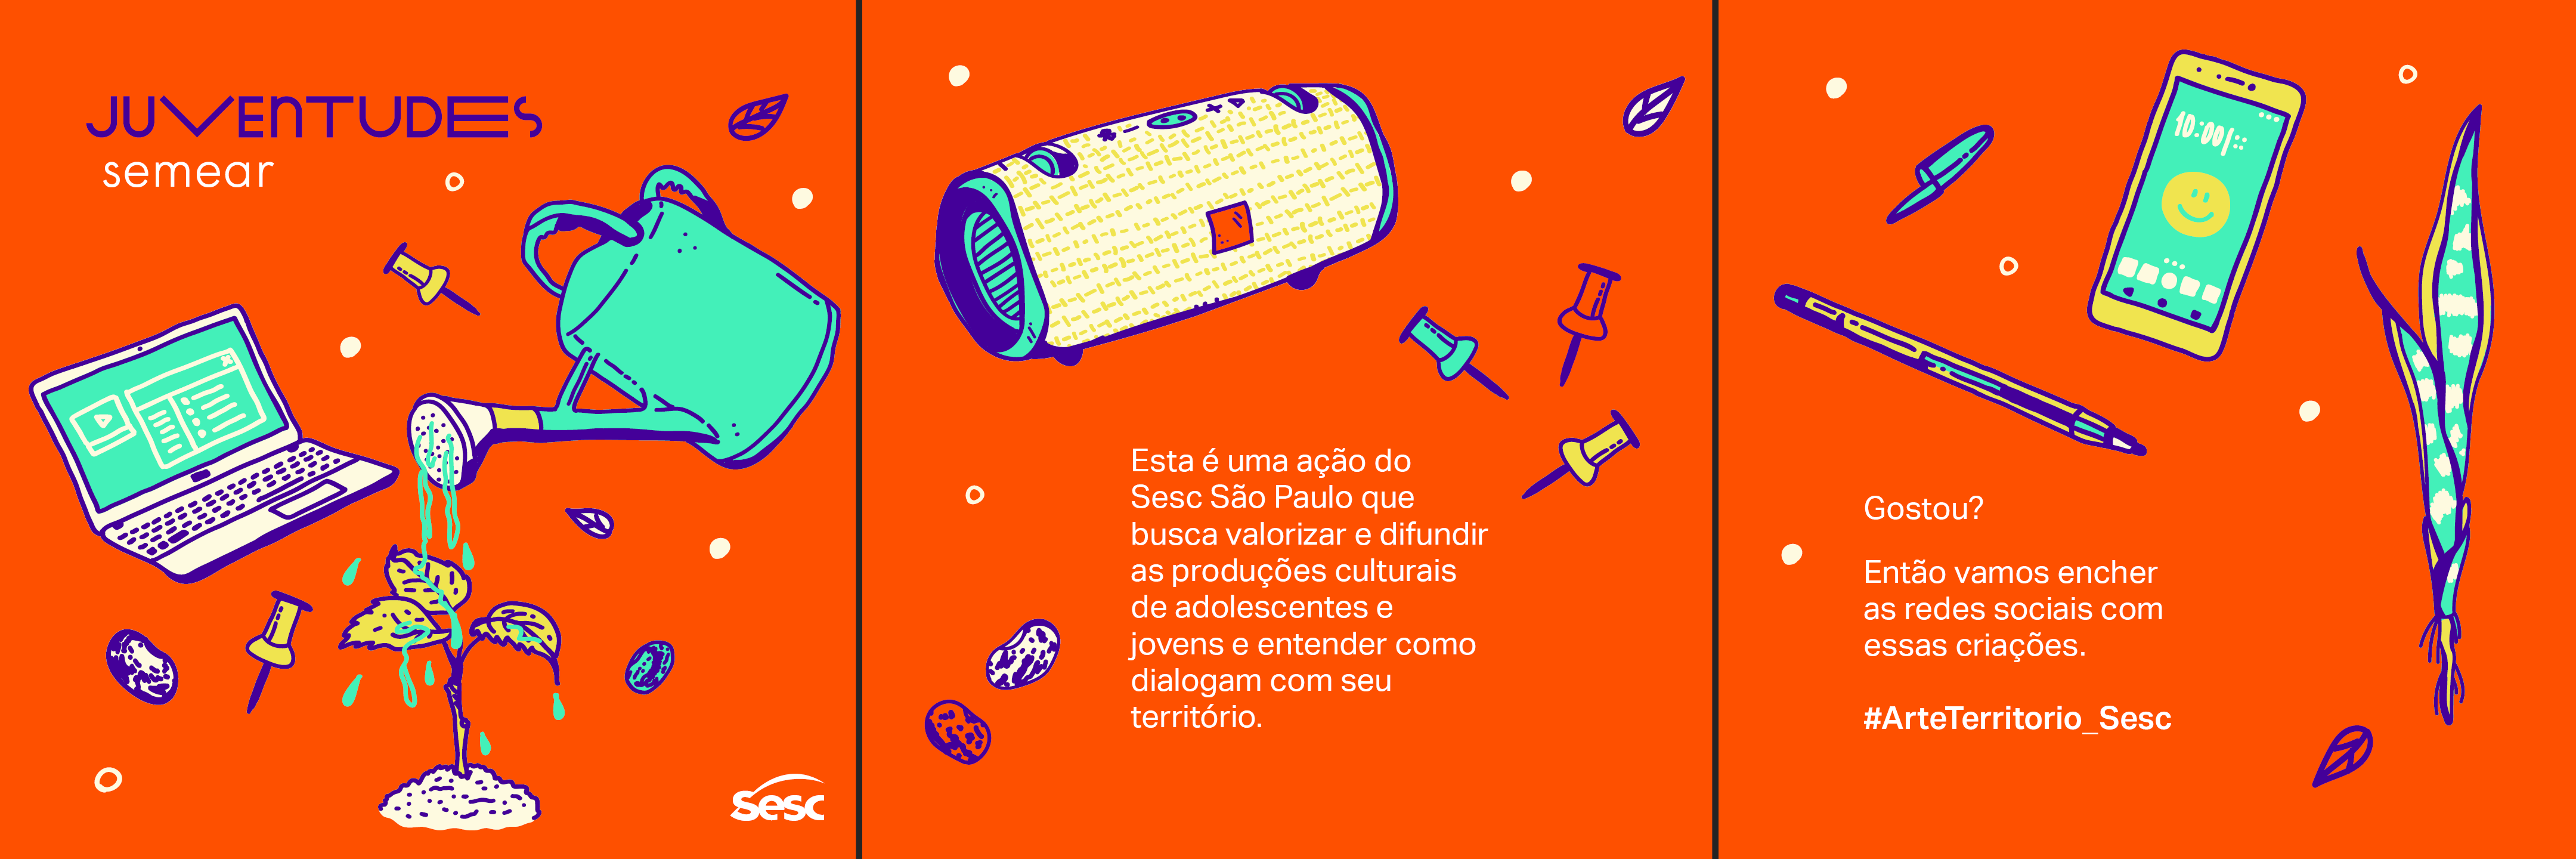 JUVENTUDES
semear
sesc
Esta é uma ação do
Sesc São Paulo que
busca valorizar e difundir
as produções culturais
de adolescentes e
jovens e entender como
dialogam com seu
território.
10:00
Gostou?
Então vamos encher
as redes sociais com
essas criações.
#ArteTerritorio_Sesc